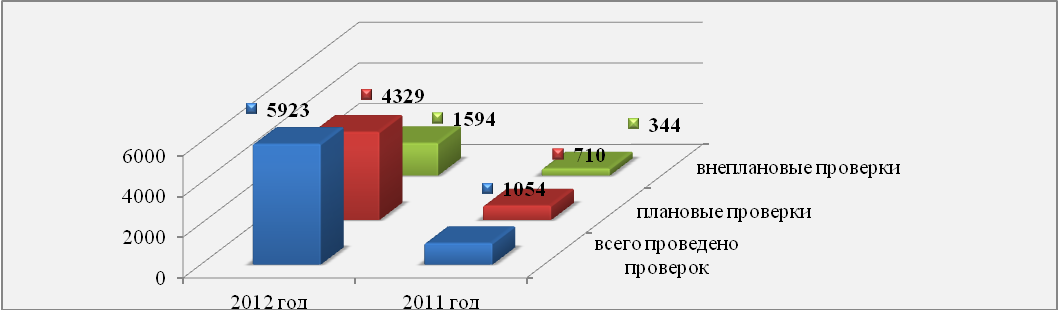 4329
5923
1594
344
710
1054
6000
4000
2000
0
внеплановые проверки
плановые проверки
всего проведено
проверок
2012 год
2011 год